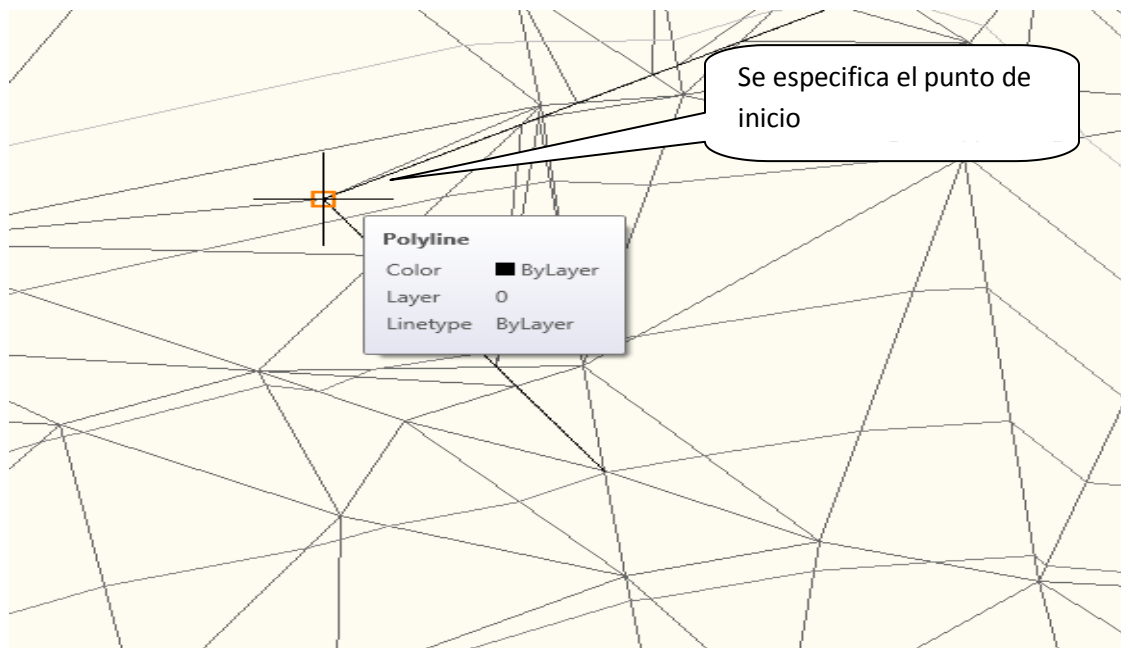 Se especifica el punto de
inicio
Polyline
Color ByLayer
Layer 0
Linetype ByLayer